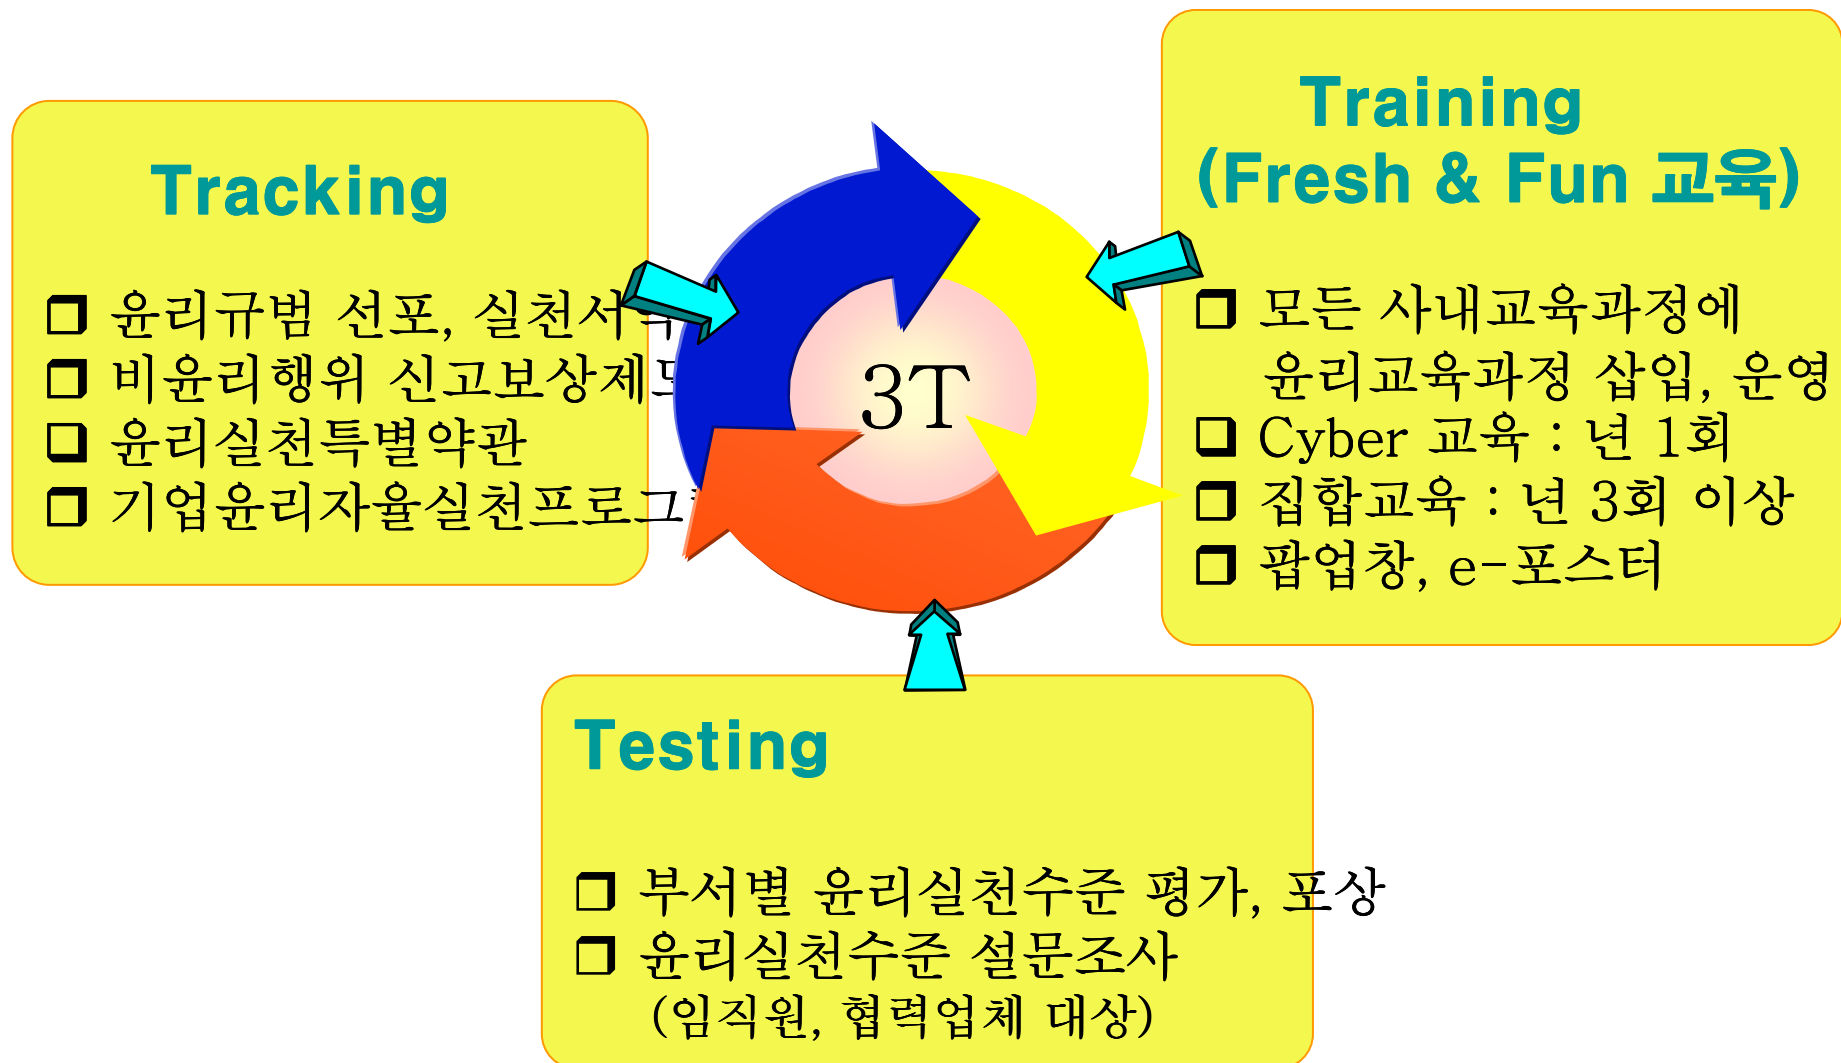 Tracking
❒ 윤리규범 선포, 실천서
❒ 비윤리행위 신고보상제
❑ 윤리실천특별약관
❒ 기업윤리자율실천프로그
3T
Training
(Fresh & Fun 교육)
❒ 모든 사내교육과정에
윤리교육과정 삽입, 운영
❑ Cyber 교육 : 년 1회
❒ 집합교육 : 년 3회 이상
❒ 팝업창, e-포스터
Testing
❒ 부서별 윤리실천수준 평가, 포상
❒ 윤리실천수준 설문조사
(임직원, 협력업체 대상)